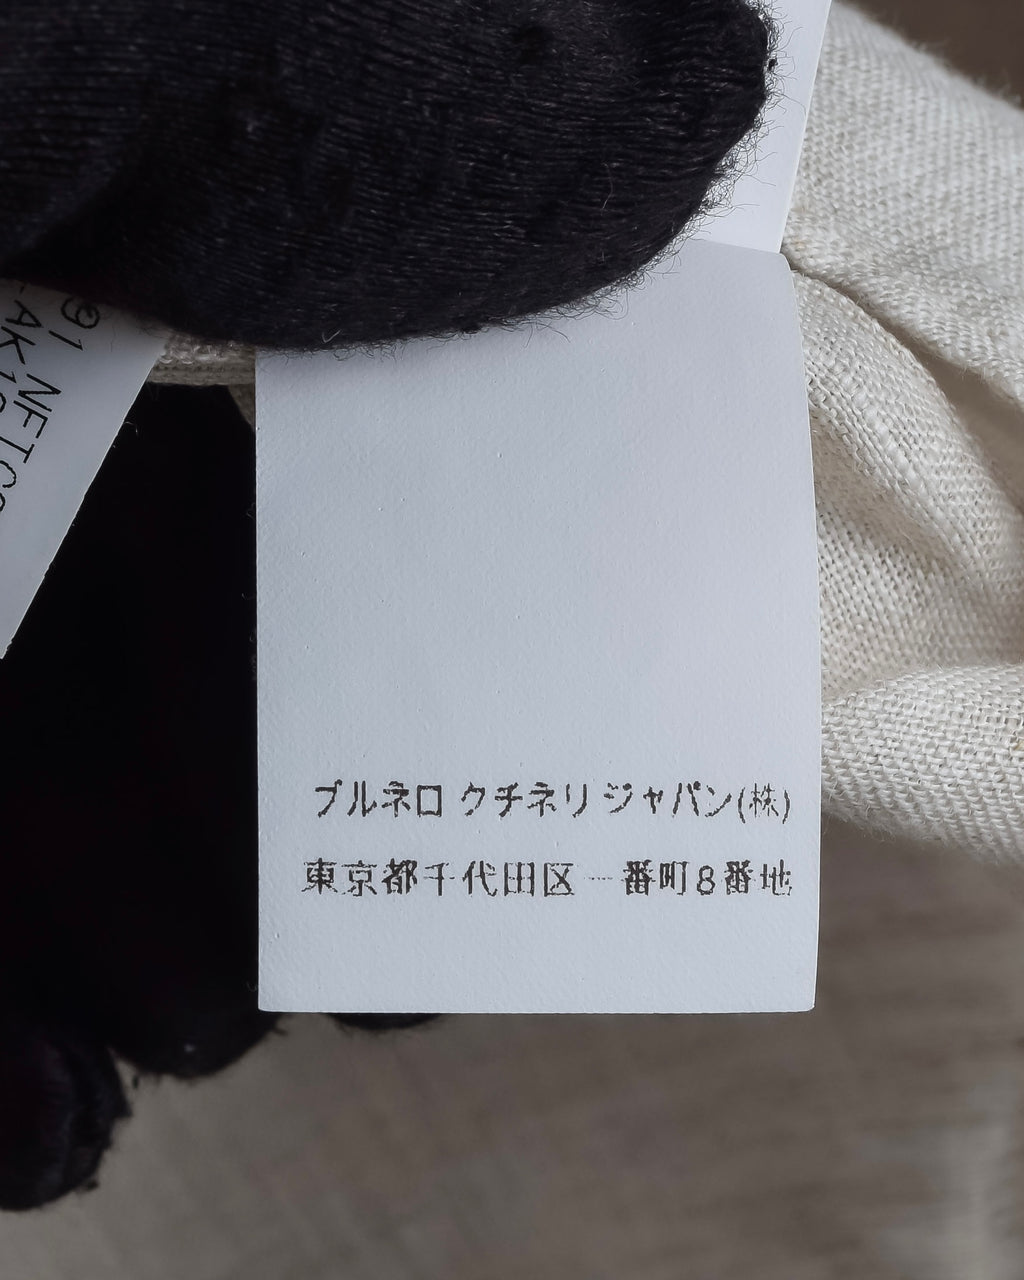 ブルネロ クチネリ ジャパン(株)
東京都千代田区一番町8番地